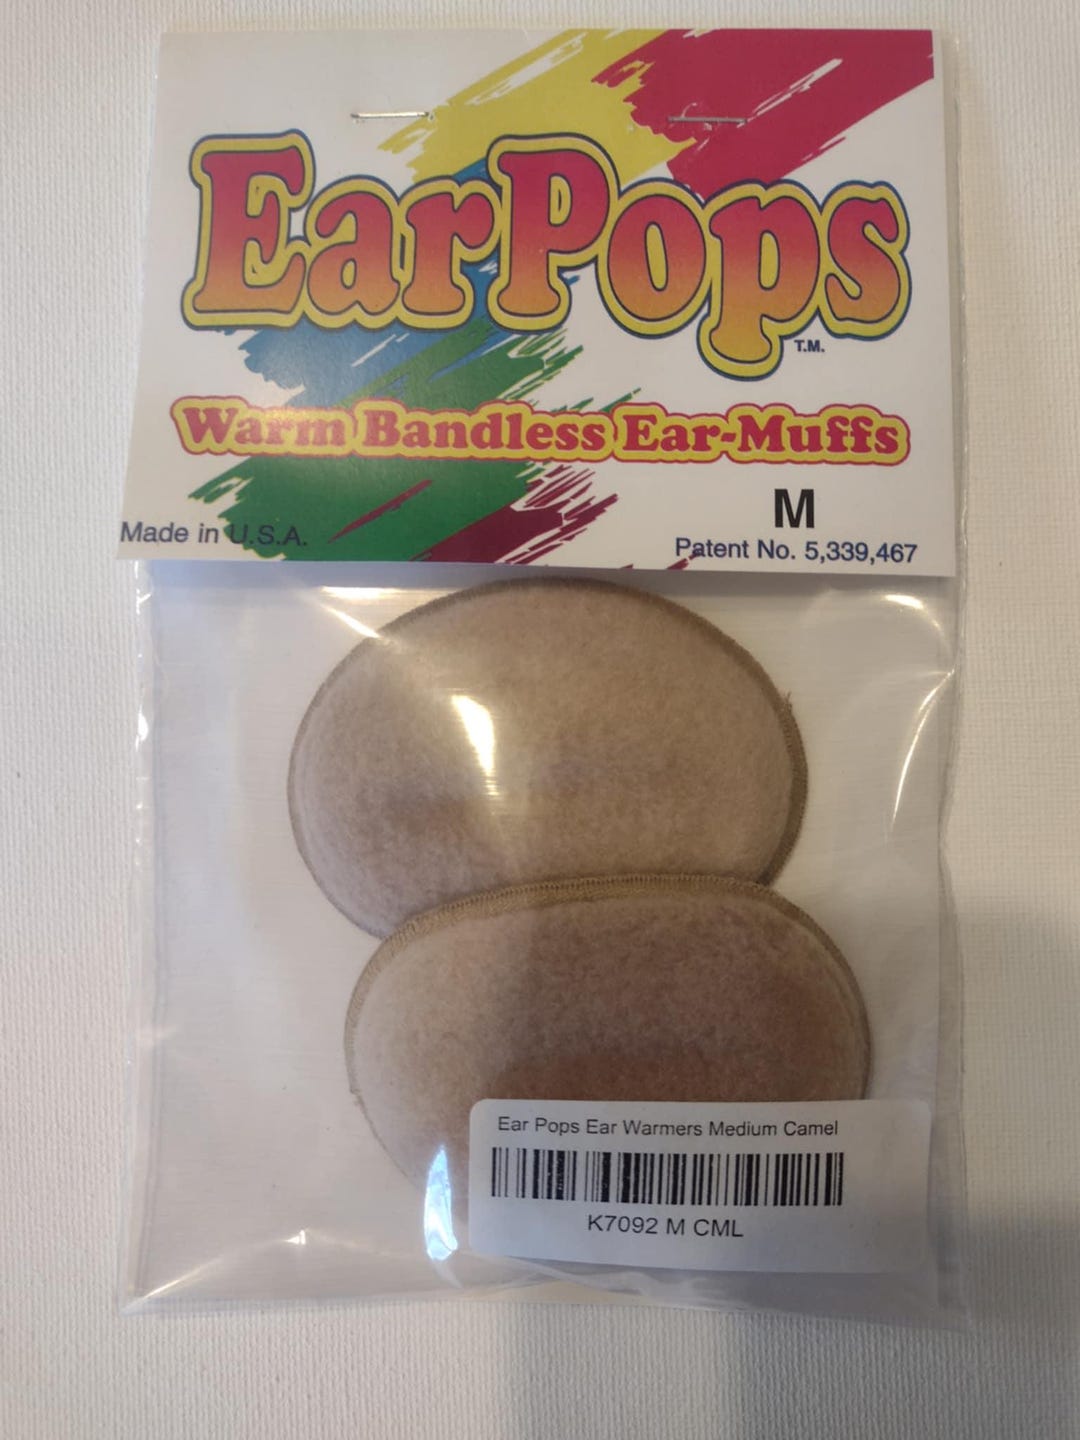 EarPops
T.M.
Warm Bandless Ear-Muffs
M
Made in U.S.A.
Patent No. 5,339,467
Ear Pops Ear Warmers Medium Camel
K7092 M CML